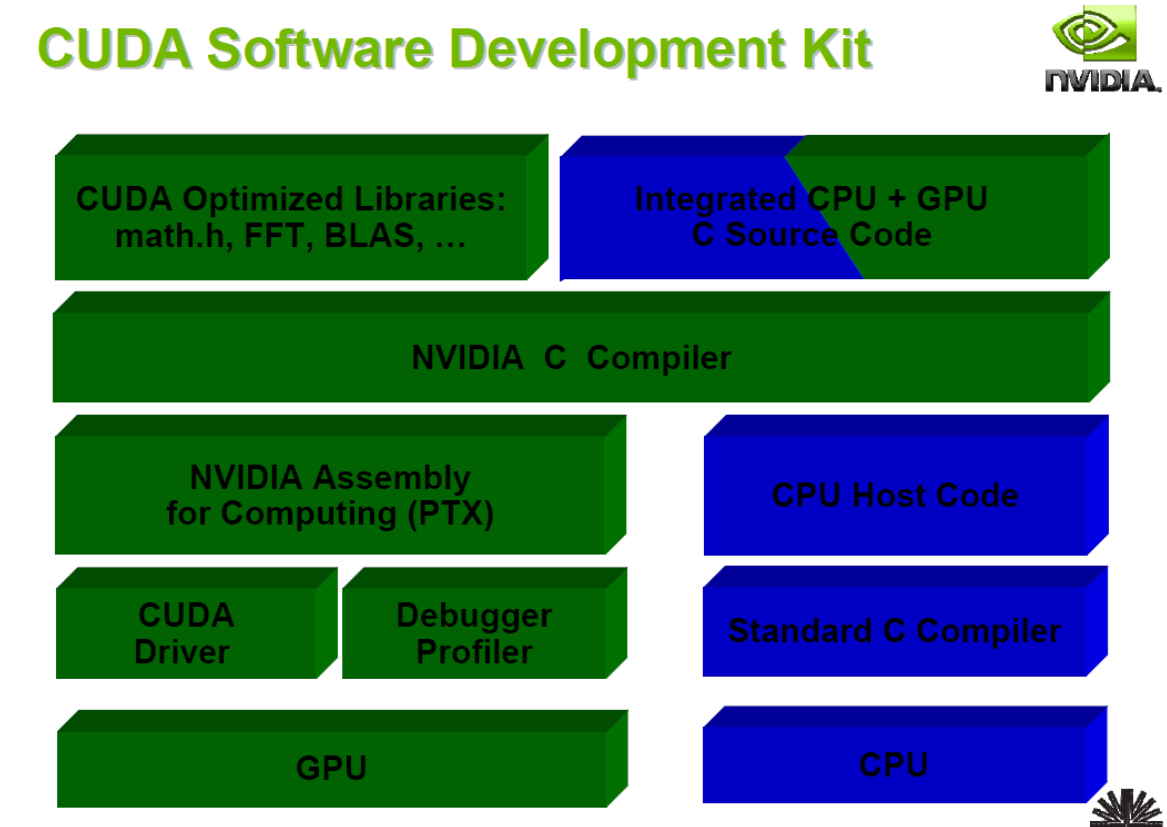 CUDA Software Development Kit
NVIDIA.
CUDA Optimized Libraries:
math.h, FFT, BLAS, …
Integrated CPU + GPU
C Source Code
NVIDIA C Compiler
NVIDIA Assembly
for Computing (PTX)
CPU Host Code
CUDA
Driver
Debugger
Profiler
Standard C Compiler
GPU
CPU